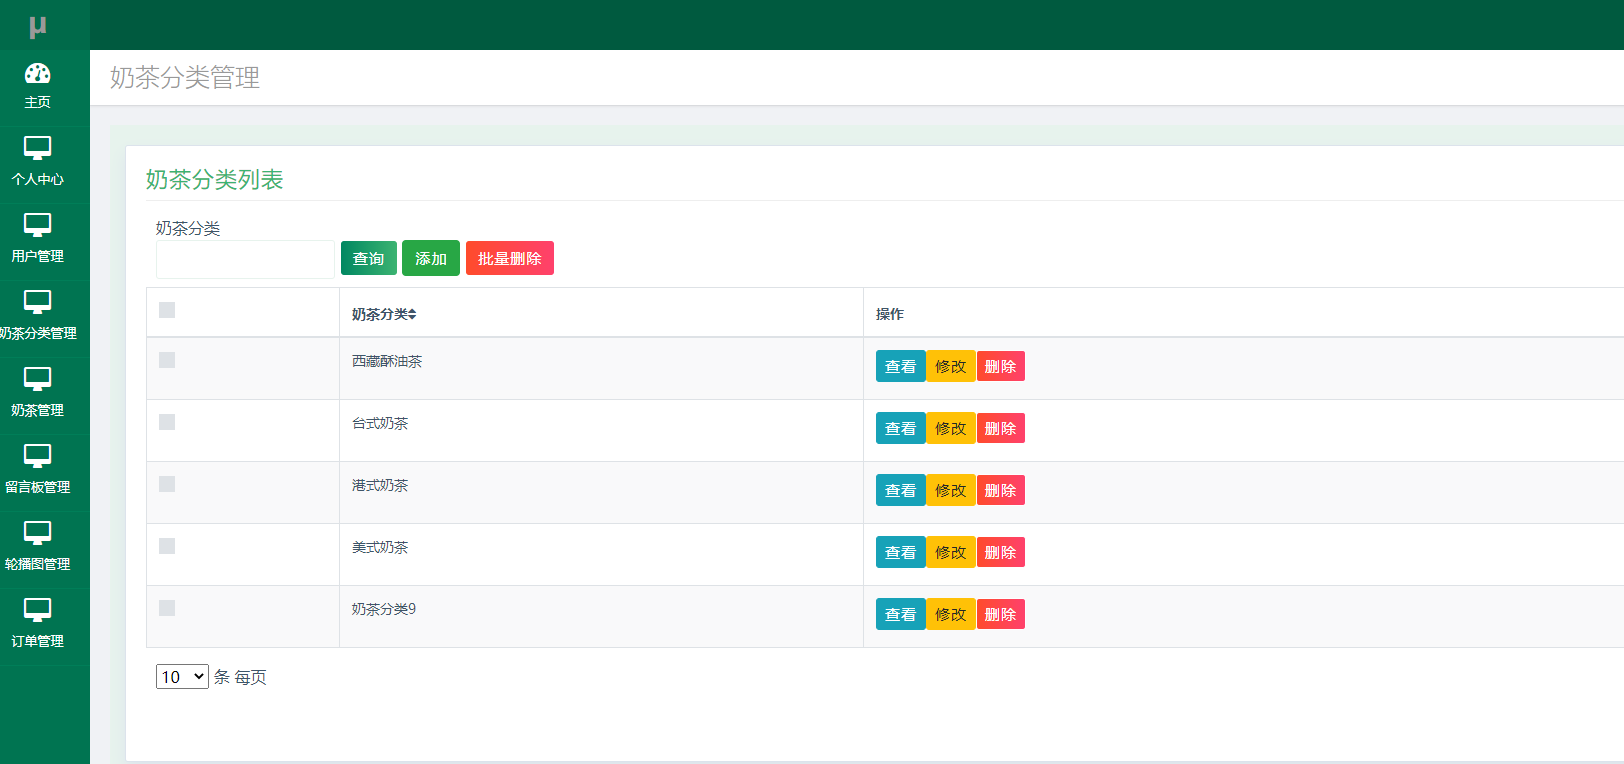 μ
奶茶分类管理
主页
个人中心
用户管理
奶茶分类管理
奶茶管理
留言板管理
轮播图管理
订单管理
奶茶分类列表
奶茶分类
查询 添加 批量删除
奶茶分类 操作
西藏酥油茶 查看 修改 删除
台式奶茶 查看 修改 删除
港式奶茶 查看 修改 删除
美式奶茶 查看 修改 删除
奶茶分类9 查看 修改 删除
10 条 每页